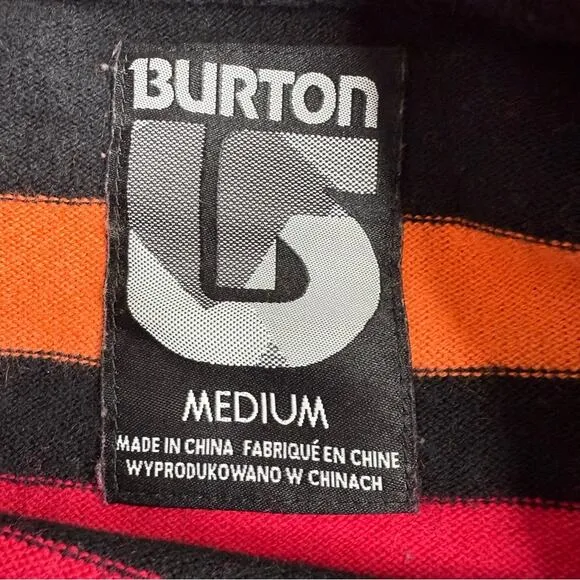 BURTON
MEDIUM
MADE IN CHINA FABRIQUÉ EN CHINE
WYPRODUKOWANO W CHINACH